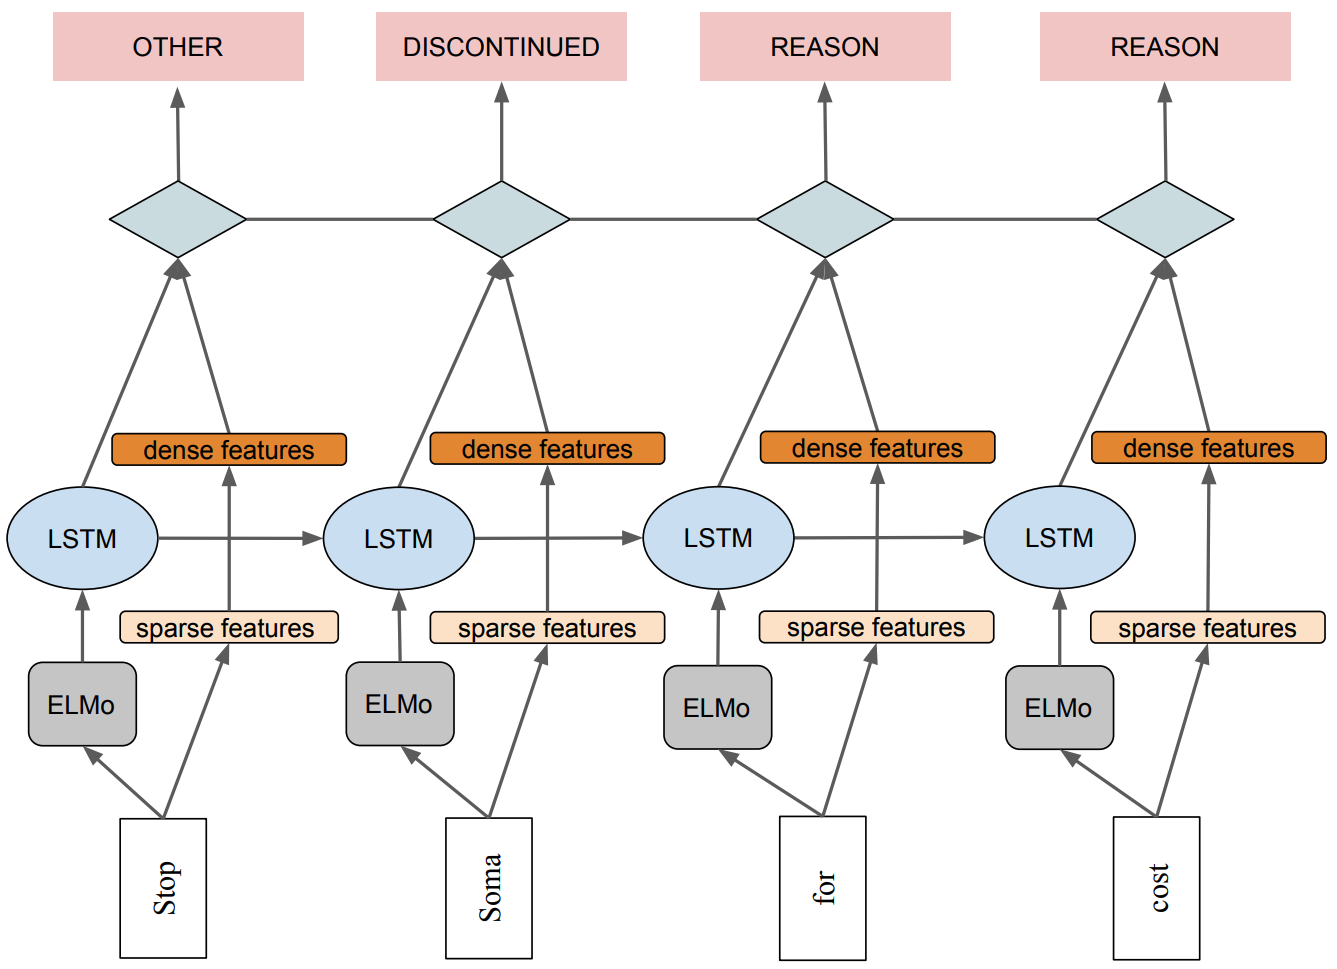 OTHER
DISCONTINUED
REASON
REASON
dense features
dense features
dense features
dense features
LSTM
LSTM
LSTM
LSTM
sparse features
sparse features
sparse features
sparse features
ELMo
ELMo
ELMo
ELMo
Stop
Soma
for
cost